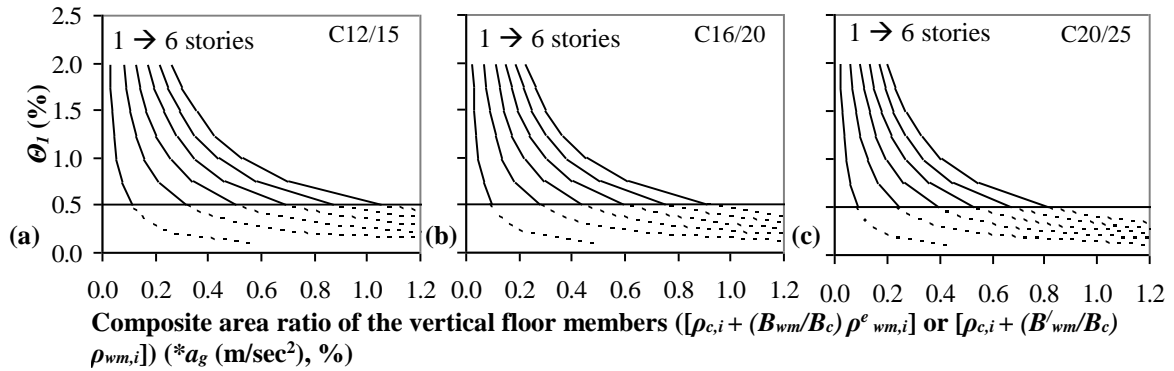 2.5
2.0
1.5
1.0
0.5
0.0
Θ1 (%)
1 → 6 stories C12/15
1 → 6 stories C16/20
1 → 6 stories C20/25
(a) (b) (c)
0.0 0.2 0.4 0.6 0.8 1.0 1.2 0.0 0.2 0.4 0.6 0.8 1.0 1.2 0.0 0.2 0.4 0.6 0.8 1.0 1.2
Composite area ratio of the vertical floor members ([ρc,i + (Bwm/Bc) ρ^e wm,i] or [ρc,i + (B′wm/Bc)
ρwm,i]) (*ag (m/sec²), %)